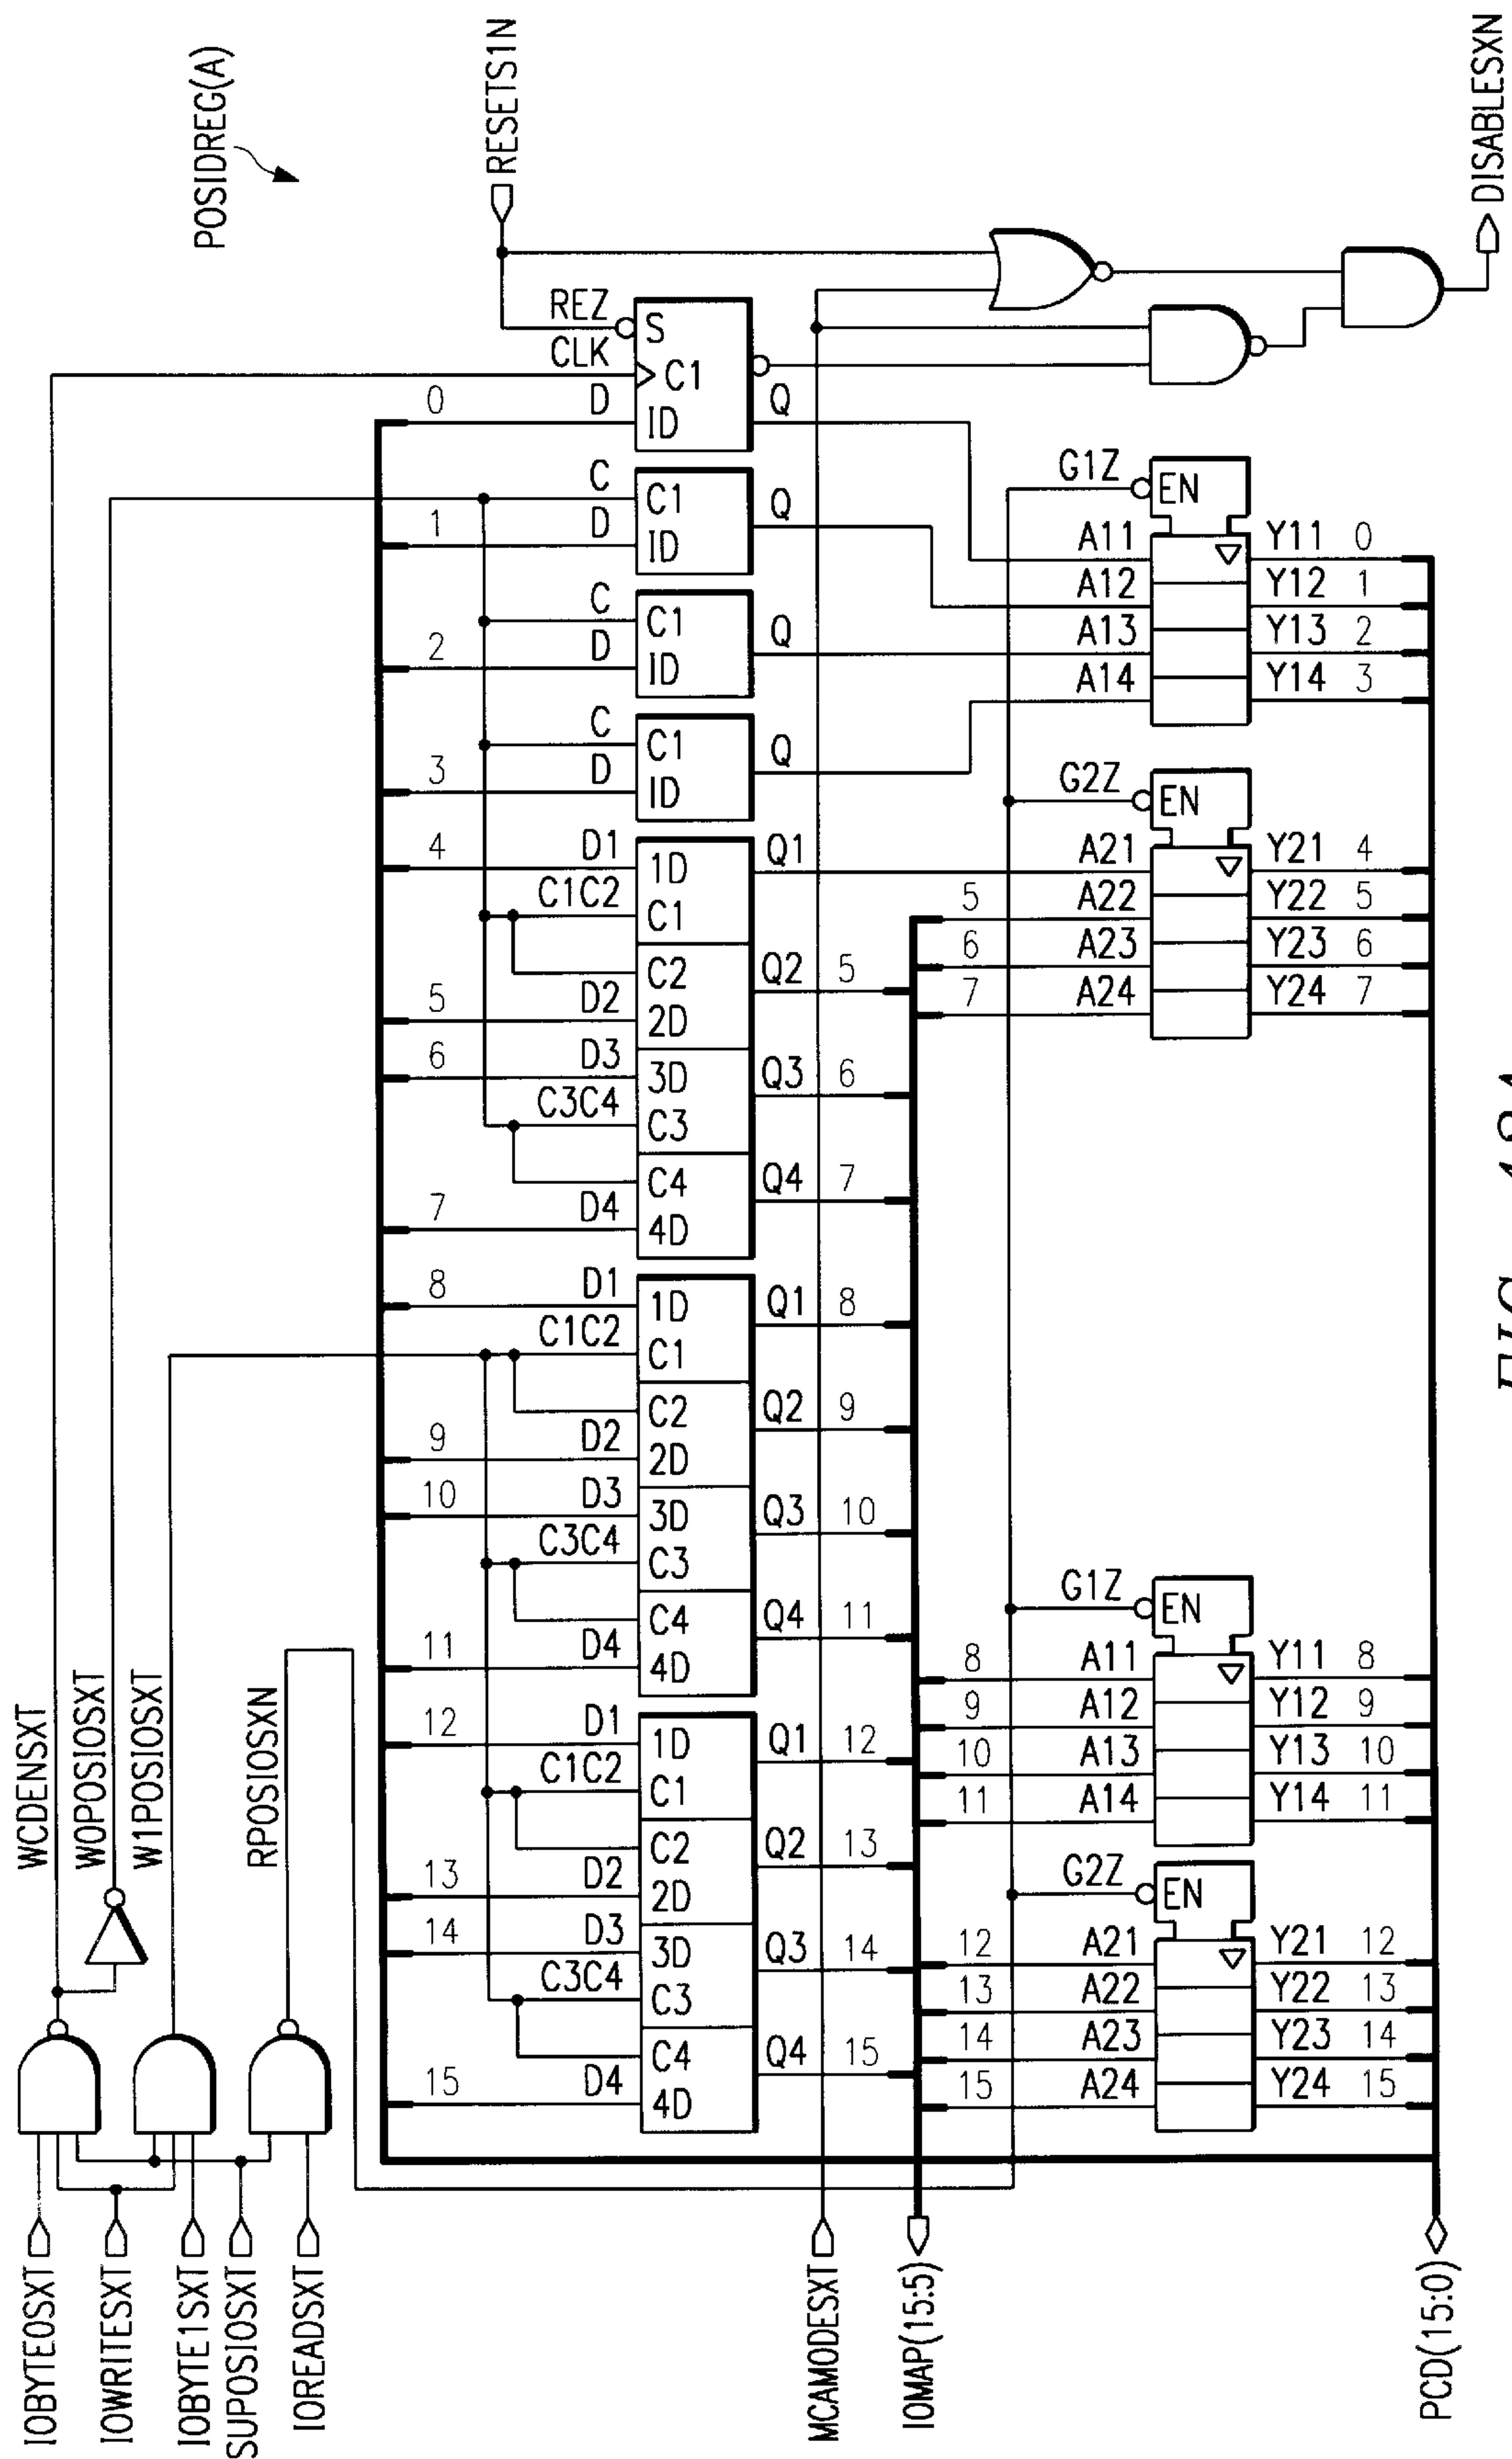 POSIDREG(A)
RESETS1N
DISABLESXN
WCDENSXT
W0POSIOSXT
W1POSIOSXT
RPOSIOSXN
IOBYTE0SXT
IOWRITESXT
IOBYTE1SXT
SUPOSIOSXT
IOREADSXT
MCAMODESXT
IOMAP(15:5)
PCD(15:0)
REZ S
CLK C1
0 D ID Q
C C1
1 D ID Q
C C1
2 D ID Q
C C1
3 D ID Q
4 D1 1D Q1
C1C2 C1
C2 Q2 5
5 D2 2D
6 D3 3D Q3 6
C3C4 C3
C4 Q4 7
7 D4 4D
8 D1 1D Q1 8
C1C2 C1
C2 Q2 9
9 D2 2D
10 D3 3D Q3 10
C3C4 C3
C4 Q4 11
11 D4 4D
12 D1 1D Q1 12
C1C2 C1
C2 Q2 13
13 D2 2D
14 D3 3D Q3 14
C3C4 C3
C4 Q4 15
15 D4 4D
G1Z EN
A11 Y11 0
A12 Y12 1
A13 Y13 2
A14 Y14 3
G2Z EN
A21 Y21 4
5 A22 Y22 5
6 A23 Y23 6
7 A24 Y24 7
G1Z EN
8 A11 Y11 8
9 A12 Y12 9
10 A13 Y13 10
11 A14 Y14 11
G2Z EN
12 A21 Y21 12
13 A22 Y22 13
14 A23 Y23 14
15 A24 Y24 15